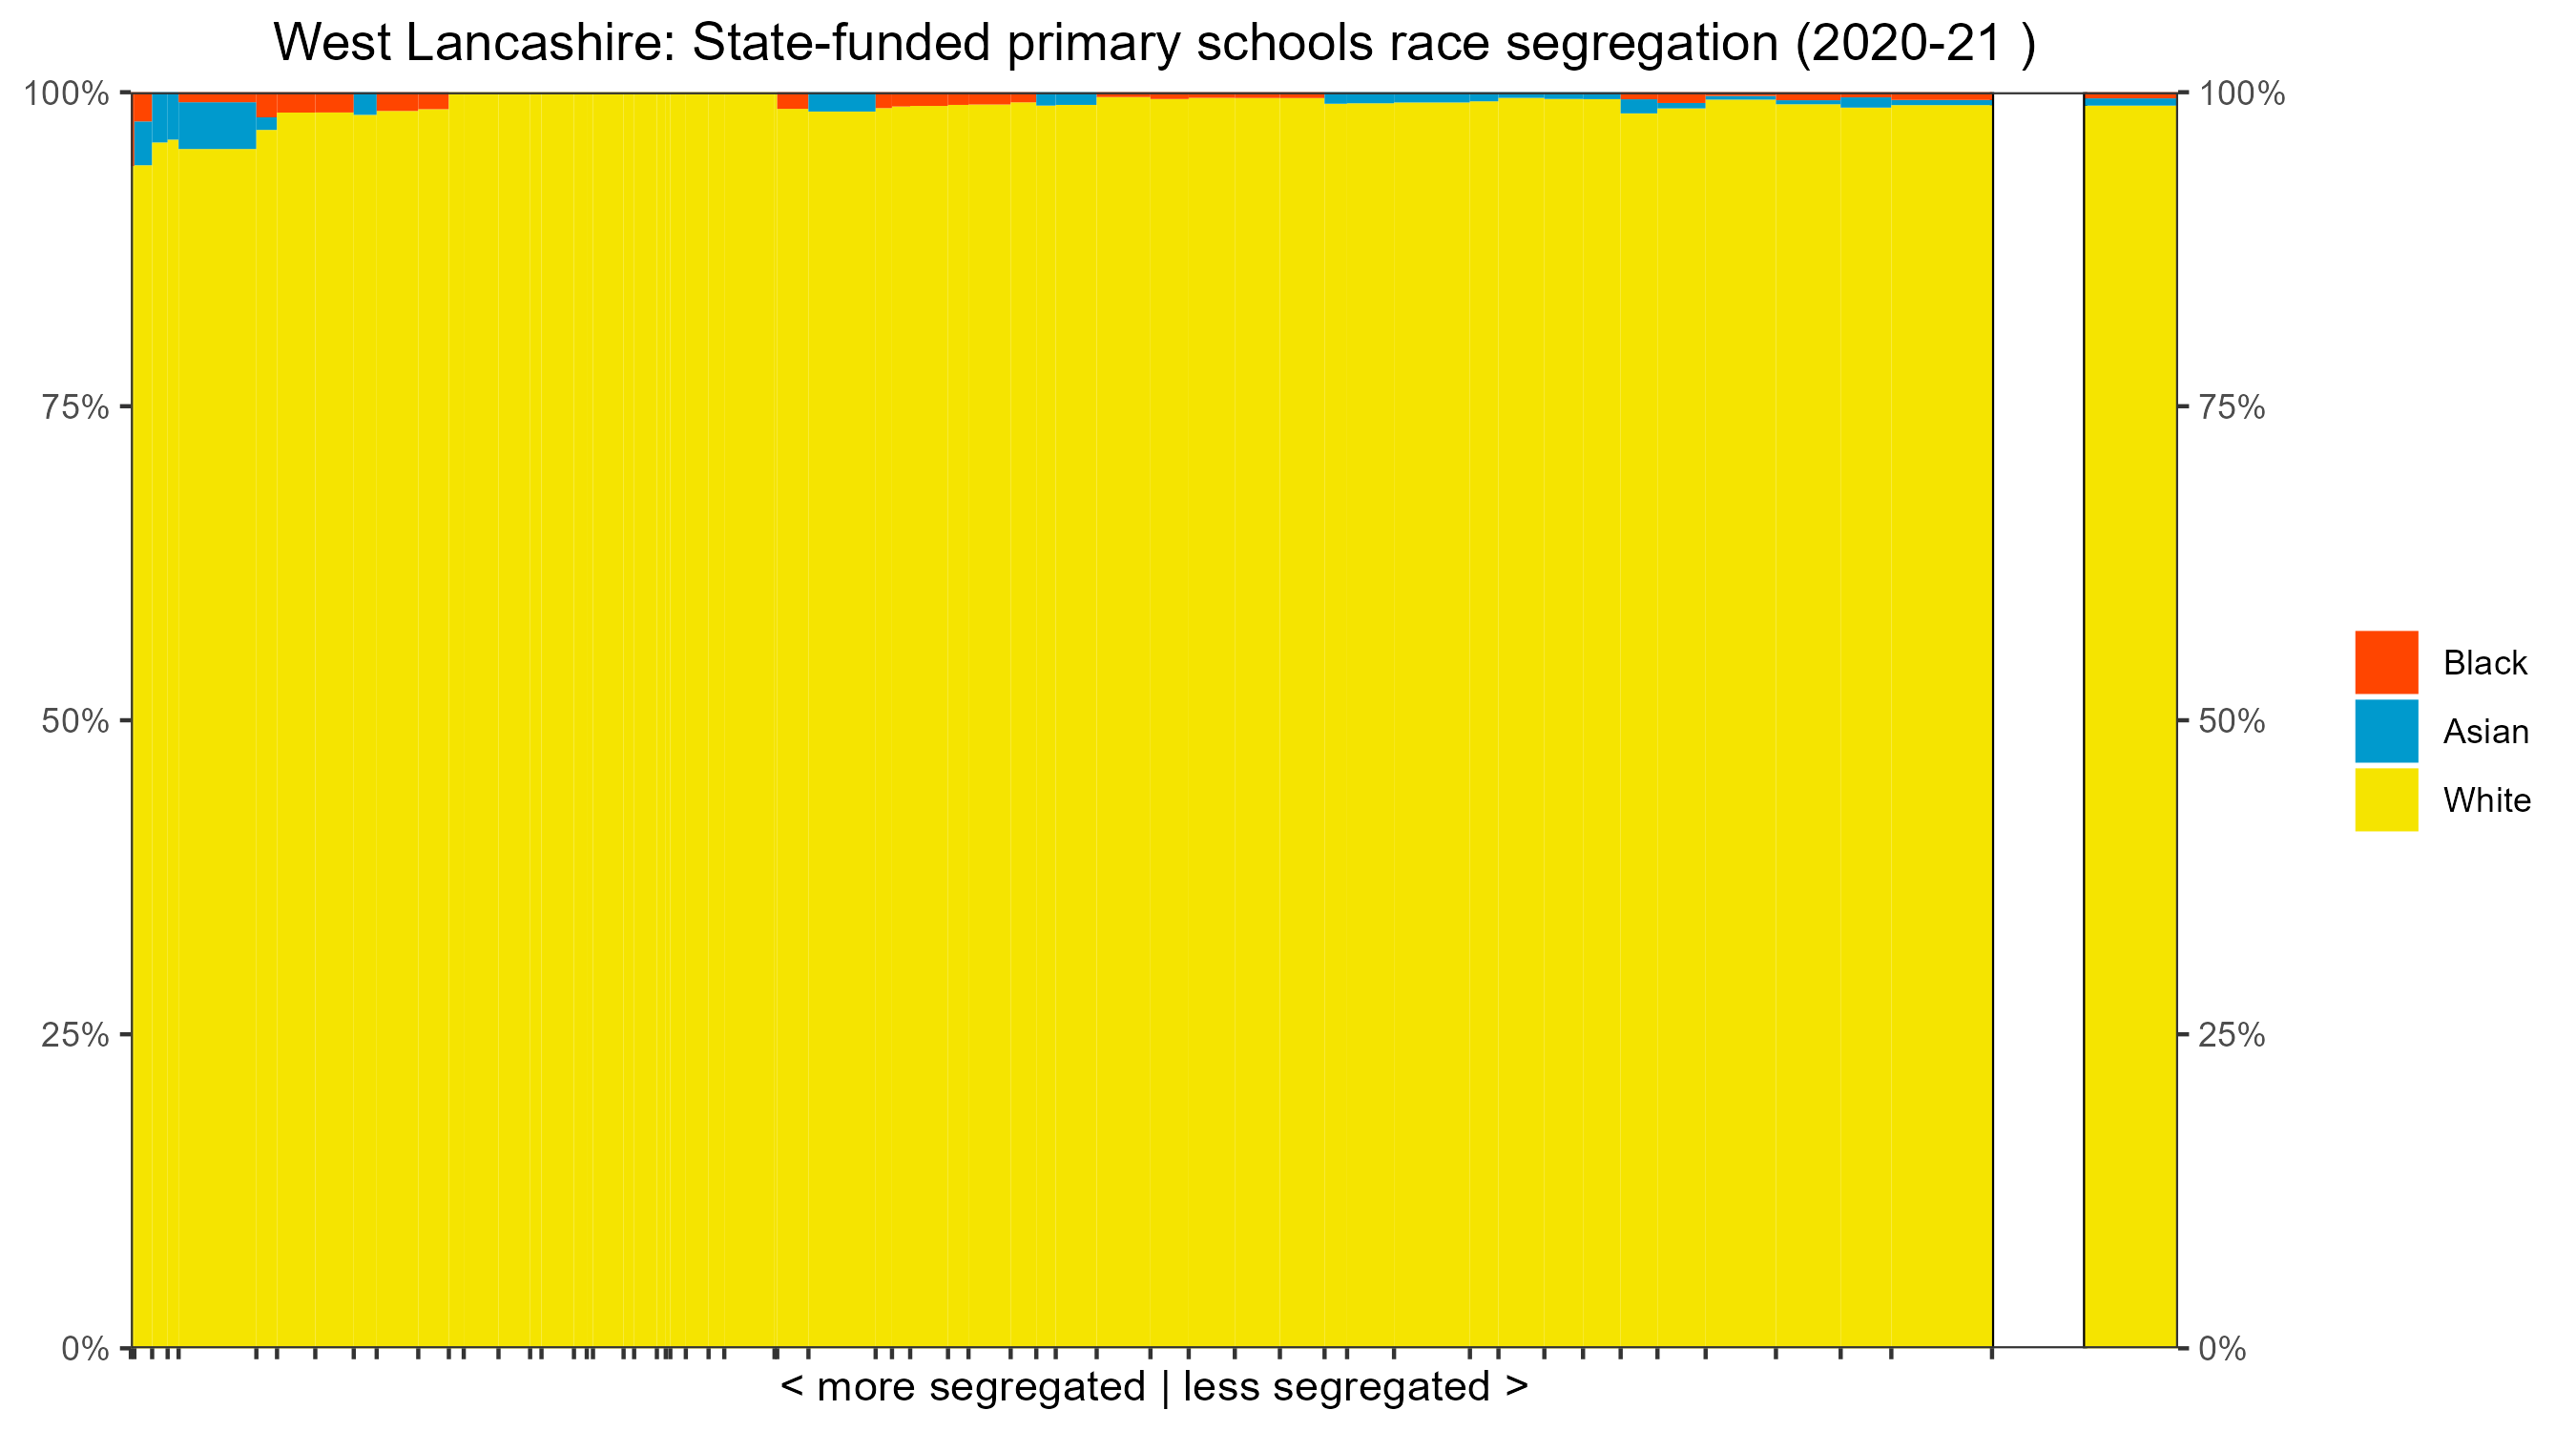 West Lancashire: State-funded primary schools race segregation (2020-21 )
100%
75%
50%
25%
0%
100%
75%
50%
25%
0%
Black
Asian
White
< more segregated | less segregated >